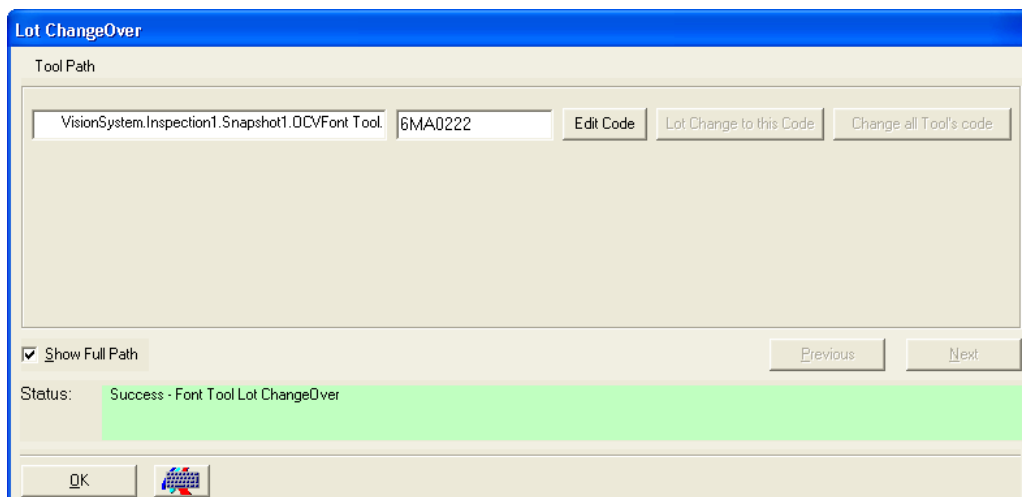 Lot ChangeOver
Tool Path
VisionSystem.Inspection1.Snapshot1.OCVFont Tool. 6MA0222 Edit Code Lot Change to this Code Change all Tool's code
Show Full Path Previous Next
Status: Success - Font Tool Lot ChangeOver
OK